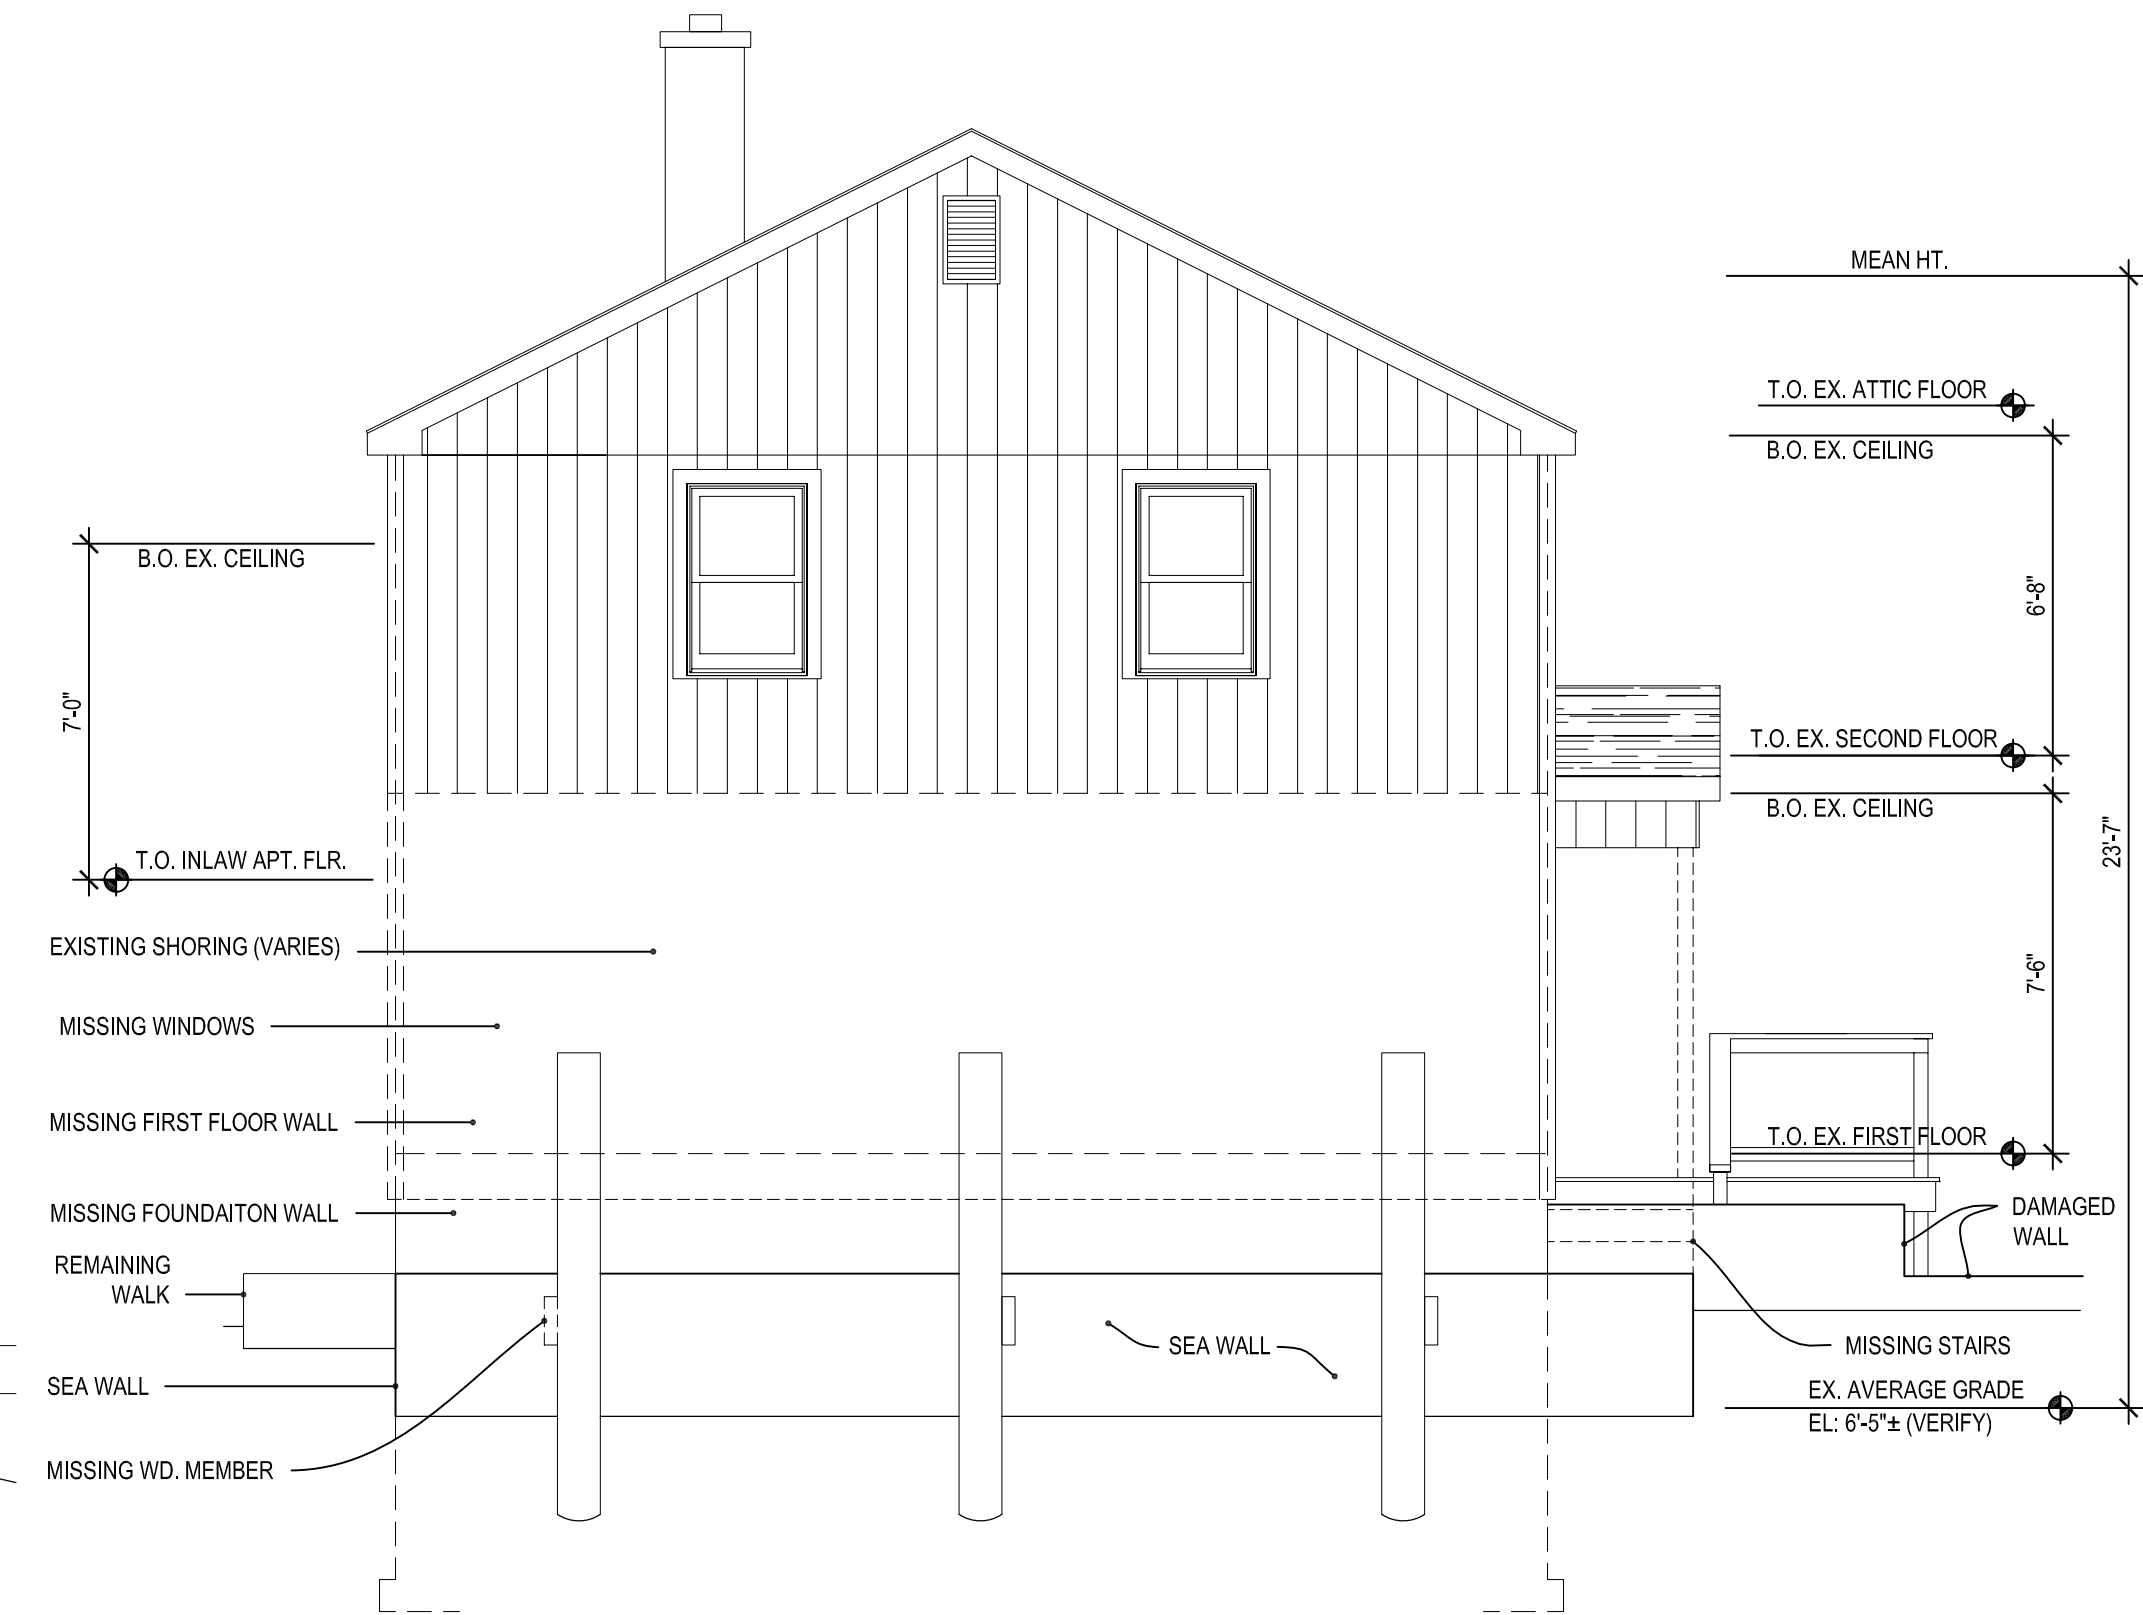 MEAN HT.
T.O. EX. ATTIC FLOOR
B.O. EX. CEILING
B.O. EX. CEILING
6'-8"
7'-0"
T.O. EX. SECOND FLOOR
B.O. EX. CEILING
23'-7"
T.O. INLAW APT. FLR.
EXISTING SHORING (VARIES)
7'-6"
MISSING WINDOWS
MISSING FIRST FLOOR WALL
T.O. EX. FIRST FLOOR
MISSING FOUNDAITON WALL
DAMAGED
WALL
REMAINING
WALK
SEA WALL
MISSING STAIRS
SEA WALL
EX. AVERAGE GRADE
EL: 6'-5"± (VERIFY)
MISSING WD. MEMBER